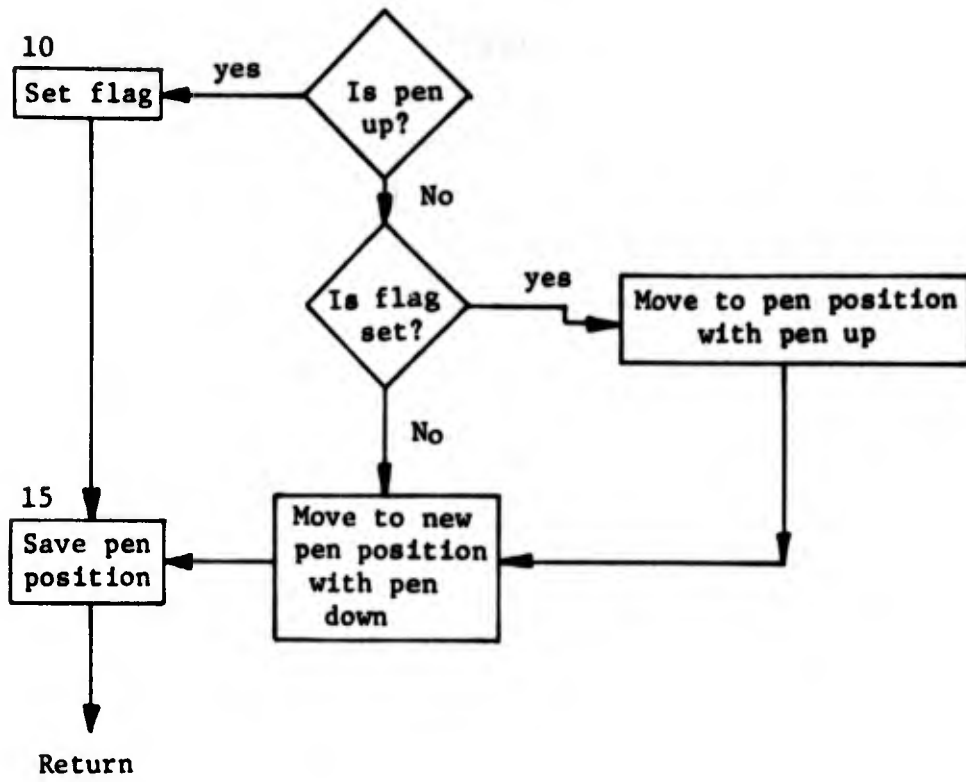 10
Set flag
yes
Is pen
up?
No
Is flag
set?
yes
Move to pen position
with pen up
No
15
Save pen
position
Move to new
pen position
with pen
down
Return